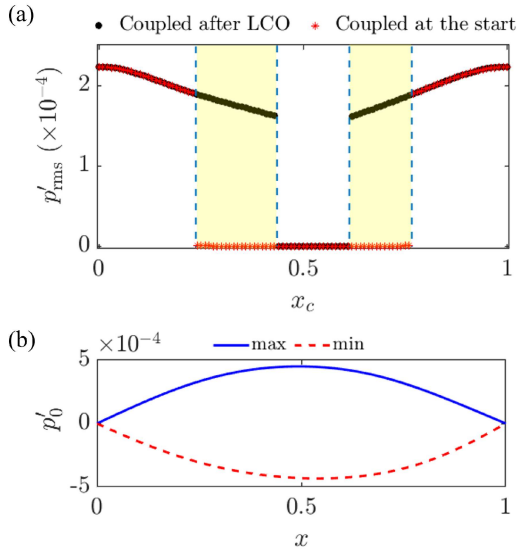 (a)
Coupled after LCO
Coupled at the start
p′rms (×10−4)
2
1
0
0
0.5
1
xc
(b)
×10−4
max
min
p′0
5
0
-5
0
0.5
1
x